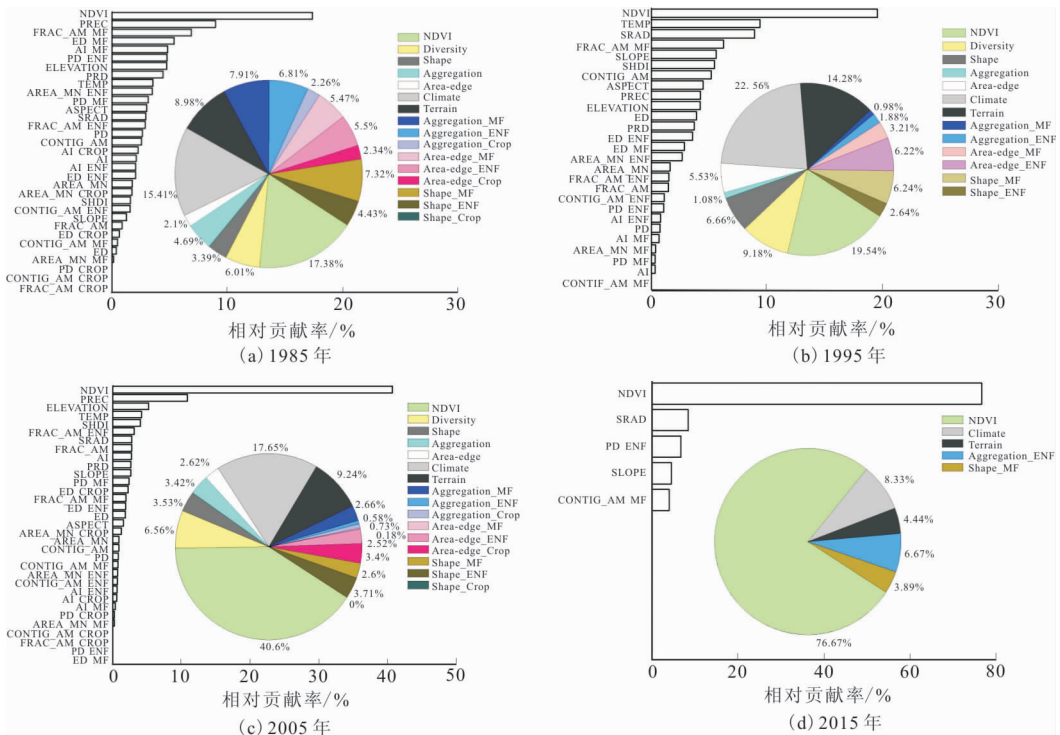 NDVI
PREC
FRAC_AM MF
ED MF
AI MF
PD ENF
ELEVATION
PRD
TEMP
AREA_MN ENF
PD MF
ASPECT
SRAD
FRAC_AM ENF
PD
CONTIG_AM
AI CROP
AI
AI ENF
ED ENF
AREA_MN
AREA_MN CROP
SHDI
CONTIG_AM ENF
SLOPE
FRAC_AM
ED CROP
CONTIG_AM MF
ED
AREA_MN MF
PD CROP
CONTIG_AM CROP
FRAC_AM CROP
0 10 20 30
相对贡献率/%
(a) 1985 年
7.91%
6.81%
2.26%
5.47%
5.5%
2.34%
7.32%
4.43%
17.38%
6.01%
3.39%
4.69%
2.1%
15.41%
8.98%
NDVI
Diversity
Shape
Aggregation
Area-edge
Climate
Terrain
Aggregation_MF
Aggregation_ENF
Aggregation_Crop
Area-edge_MF
Area-edge_ENF
Area-edge_Crop
Shape_MF
Shape_ENF
Shape_Crop
NDVI
TEMP
SRAD
FRAC_AM MF
SLOPE
SHDI
CONTIG_AM
ASPECT
PREC
ELEVATION
ED
PRD
ED ENF
ED MF
AREA_MN ENF
AREA_MN
FRAC_AM ENF
FRAC_AM
CONTIG_AM ENF
PD ENF
AI ENF
PD
AI MF
AREA_MN MF
PD MF
AI
CONTIF_AM MF
0 10 20 30
相对贡献率/%
(b) 1995 年
22.56%
14.28%
0.98%
1.88%
3.21%
6.22%
6.24%
2.64%
19.54%
9.18%
6.66%
1.08%
5.53%
NDVI
Diversity
Shape
Aggregation
Area-edge
Climate
Terrain
Aggregation_MF
Aggregation_ENF
Area-edge_MF
Area-edge_ENF
Shape_MF
Shape_ENF
NDVI
PREC
ELEVATION
TEMP
SHDI
FRAC_AM ENF
SRAD
FRAC_AM
AI
PRD
SLOPE
PD MF
ED CROP
FRAC_AM MF
ED ENF
ED
ASPECT
AREA_MN CROP
AREA_MN
CONTIG_AM
PD
CONTIG_AM MF
AREA_MN ENF
CONTIG_AM ENF
AI ENF
AI CROP
AI MF
PD CROP
AREA_MN MF
CONTIG_AM CROP
FRAC_AM CROP
PD ENF
ED MF
0 10 20 30 40 50
相对贡献率/%
(c) 2005 年
17.65%
9.24%
2.66%
0.58%
0.73%
0.18%
2.52%
3.4%
2.6%
3.71%
0%
40.6%
6.56%
3.53%
3.42%
2.62%
NDVI
Diversity
Shape
Aggregation
Area-edge
Climate
Terrain
Aggregation_MF
Aggregation_ENF
Aggregation_Crop
Area-edge_MF
Area-edge_ENF
Area-edge_Crop
Shape_MF
Shape_ENF
Shape_Crop
NDVI
SRAD
PD ENF
SLOPE
CONTIG_AM MF
0 20 40 60 80
相对贡献率/%
(d) 2015 年
8.33%
4.44%
6.67%
3.89%
76.67%
NDVI
Climate
Terrain
Aggregation_ENF
Shape_MF